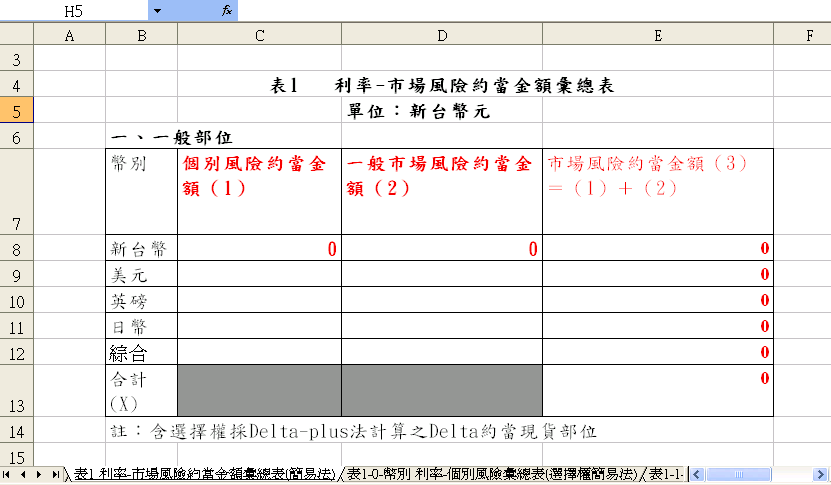 H5 fx
A B C D E F
3
4 表1 利率-市場風險約當金額彙總表
5 單位：新台幣元
6 一、一般部位
幣別 個別風險約當金 一般市場風險約當金 市場風險約當金額（3）
額（1） 額（2） ＝（1）＋（2）
7
8 新台幣 0 0 0
9 美元 0
10 英磅 0
11 日幣 0
12 綜合 0
合計 0
13 (X)
14 註：含選擇權採Delta-plus法計算之Delta約當現貨部位
15
表1 利率-市場風險約當金額彙總表(簡易法) 表1-0-幣別 利率-個別風險彙總表(選擇權簡易法) 表1-1-